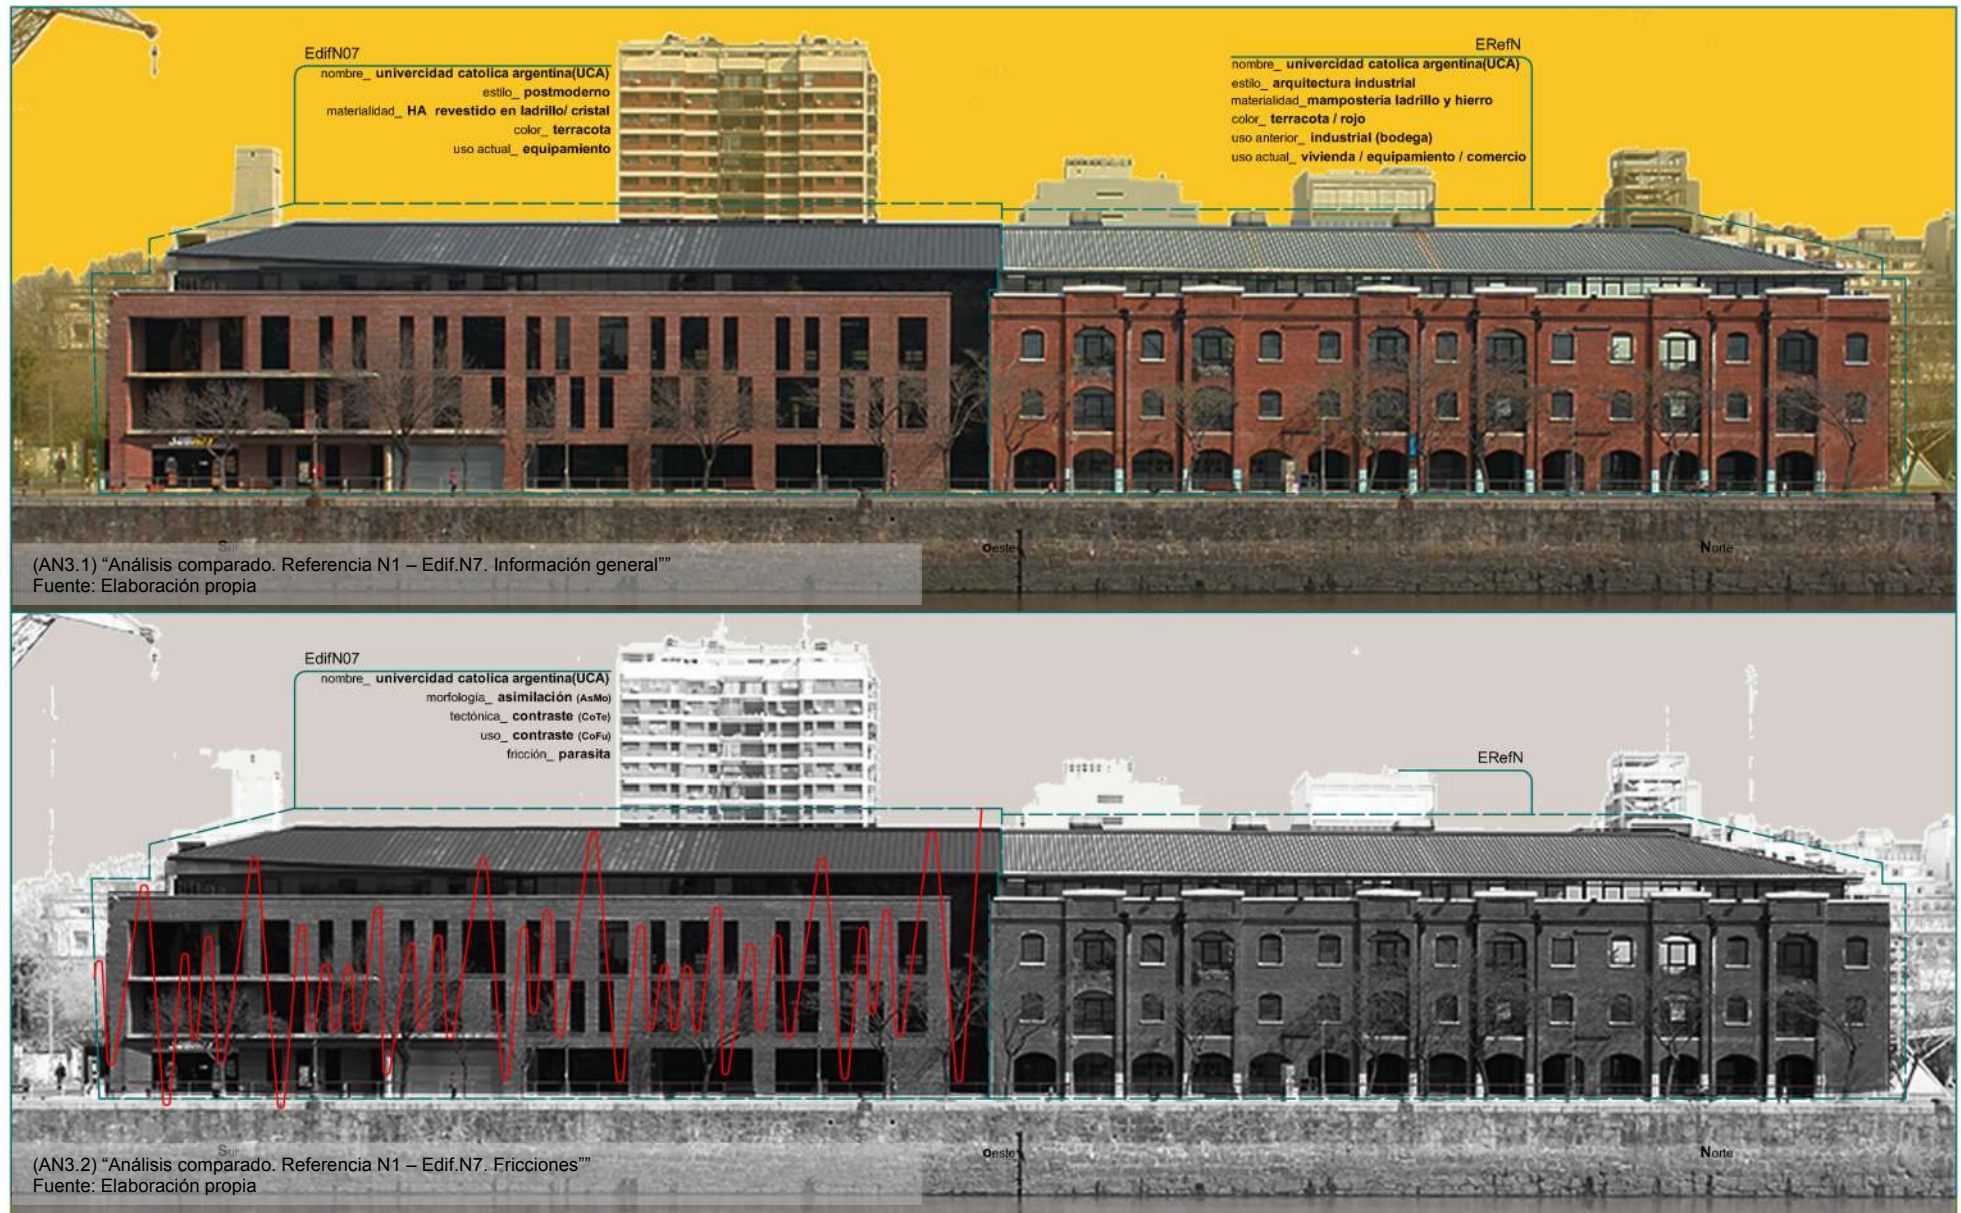 EdifN07
nombre_ univercidad catolica argentina(UCA)
estilo_ postmoderno
materialidad_ HA revestido en ladrillo/ cristal
color_ terracota
uso actual_ equipamiento
ERefN
nombre_ univercidad catolica argentina(UCA)
estilo_ arquitectura industrial
materialidad_mamposteria ladrillo y hierro
color_ terracota / rojo
uso anterior_ industrial (bodega)
uso actual_ vivienda / equipamiento / comercio
Sur
Oeste
Norte
(AN3.1) “Análisis comparado. Referencia N1 – Edif.N7. Información general””
Fuente: Elaboración propia
EdifN07
nombre_ univercidad catolica argentina(UCA)
morfología_ asimilación (AsMo)
tectónica_ contraste (CoTe)
uso_ contraste (CoFu)
fricción_ parasita
ERefN
Sur
Oeste
Norte
(AN3.2) “Análisis comparado. Referencia N1 – Edif.N7. Fricciones””
Fuente: Elaboración propia